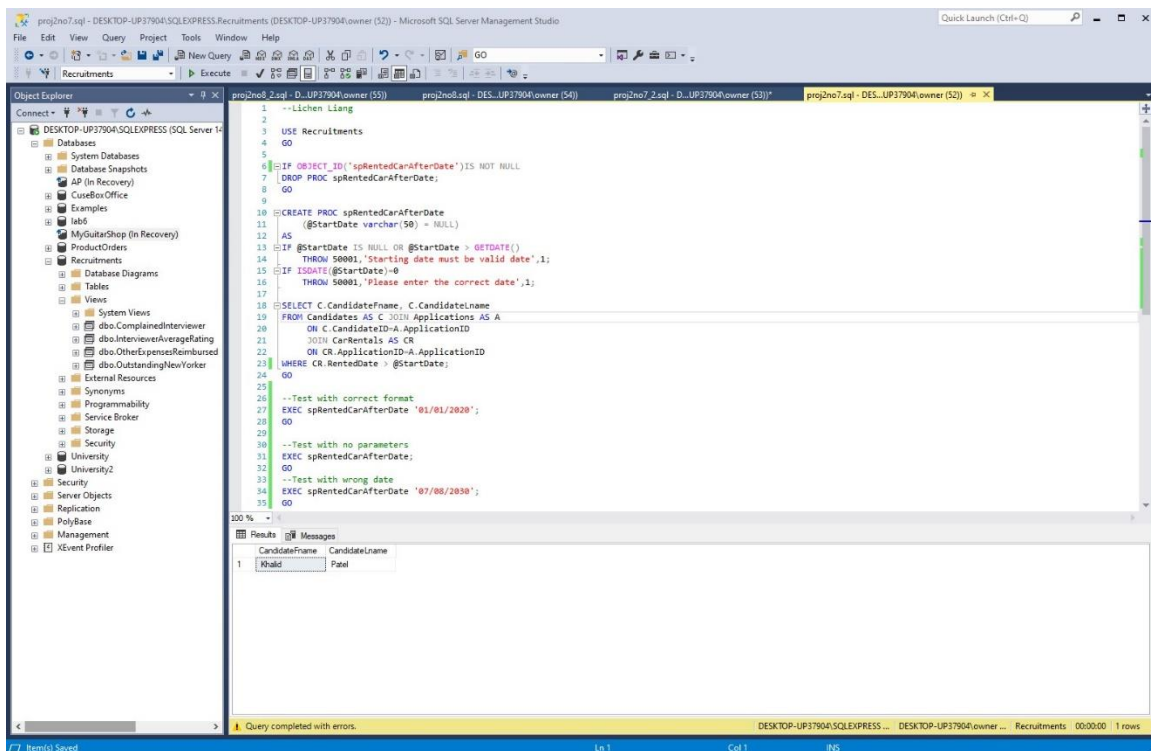 proj2no7.sql - DESKTOP-UP37904\SQLEXPRESS.Recruitments (DESKTOP-UP37904\owner (52)) - Microsoft SQL Server Management Studio
Quick Launch (Ctrl+Q)
File Edit View Query Project Tools Window Help
New Query
GO
Recruitments
Execute
Object Explorer
Connect
DESKTOP-UP37904\SQLEXPRESS (SQL Server 14
Databases
System Databases
Database Snapshots
AP (In Recovery)
CuseBoxOffice
Examples
lab6
MyGuitarShop (In Recovery)
ProductOrders
Recruitments
Database Diagrams
Tables
Views
System Views
dbo.ComplainedInterviewer
dbo.InterviewerAverageRating
dbo.OtherExpensesReimbursed
dbo.OutstandingNewYorker
External Resources
Synonyms
Programmability
Service Broker
Storage
Security
University
University2
Security
Server Objects
Replication
PolyBase
Management
XEvent Profiler
proj2no8_2.sql - D...UP37904\owner (55))
proj2no8.sql - DES...UP37904\owner (54))
proj2no7_2.sql - D...UP37904\owner (53))*
proj2no7.sql - DES...UP37904\owner (52))
1 --Lichen Liang
2
3 USE Recruitments
4 GO
5
6 IF OBJECT_ID('spRentedCarAfterDate')IS NOT NULL
7 DROP PROC spRentedCarAfterDate;
8 GO
9
10 CREATE PROC spRentedCarAfterDate
11 (@StartDate varchar(50) = NULL)
12 AS
13 IF @StartDate IS NULL OR @StartDate > GETDATE()
14 THROW 50001,'Starting date must be valid date',1;
15 IF ISDATE(@StartDate)=0
16 THROW 50001,'Please enter the correct date',1;
17
18 SELECT C.CandidateFname, C.CandidateLname
19 FROM Candidates AS C JOIN Applications AS A
20 ON C.CandidateID=A.ApplicationID
21 JOIN CarRentals AS CR
22 ON CR.ApplicationID=A.ApplicationID
23 WHERE CR.RentedDate > @StartDate;
24 GO
25
26 --Test with correct format
27 EXEC spRentedCarAfterDate '01/01/2020';
28 GO
29
30 --Test with no parameters
31 EXEC spRentedCarAfterDate;
32 GO
33 --Test with wrong date
34 EXEC spRentedCarAfterDate '07/08/2030';
35 GO
100 %
Results Messages
CandidateFname CandidateLname
1 Khalid Patel
Query completed with errors.
DESKTOP-UP37904\SQLEXPRESS ... DESKTOP-UP37904\owner ... Recruitments 00:00:00 1 rows
Item(s) Saved Ln 1 Col 1 INS